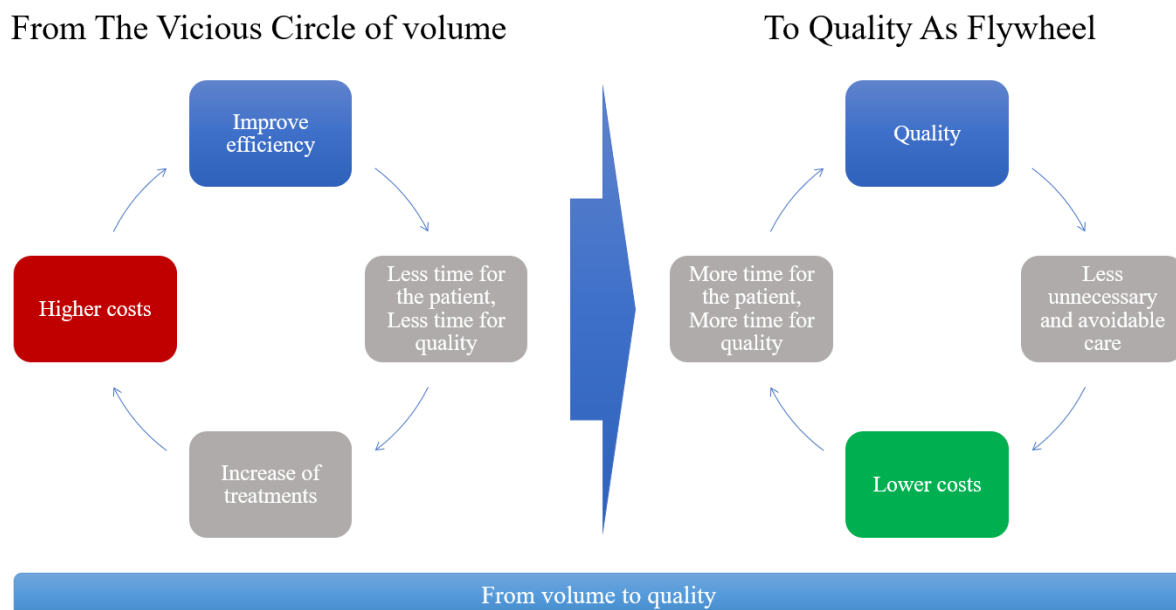 From The Vicious Circle of volume
Improve
efficiency
Less time for
the patient,
Less time for
quality
Increase of
treatments
Higher costs
To Quality As Flywheel
Quality
Less
unnecessary
and avoidable
care
Lower costs
More time for
the patient,
More time for
quality
From volume to quality